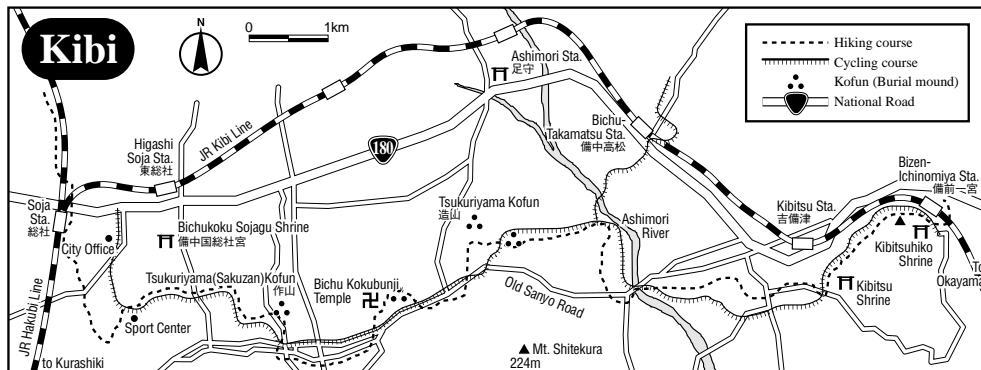 Kibi
N
0 1km
Hiking course
Cycling course
Kofun (Burial mound)
National Road
Ashimori Sta.
足守
JR Kibi Line
180
Bichu-
Takamatsu Sta.
備中高松
Higashi
Soja Sta.
東総社
Bizen-
Ichinomiya Sta.
備前一宮
Soja
Sta.
総社
City Office
Bichukoku Sojagu Shrine
備中国総社宮
Tsukuriyama Kofun
造山
Ashimori
River
Kibitsu Sta.
吉備津
Kibitsuhiko
Shrine
To
Okayama
Tsukuriyama(Sakuzan)Kofun
作山
Bichu Kokubunji
Temple
卍
Old Sanyo Road
Kibitsu
Shrine
Sport Center
JR Hakubi Line
to Kurashiki
Mt. Shitekura
224m